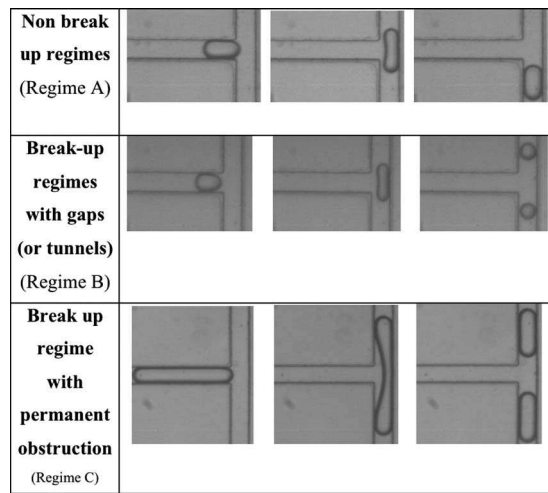 Non break
up regimes
(Regime A)
Break-up
regimes
with gaps
(or tunnels)
(Regime B)
Break up
regime
with
permanent
obstruction
(Regime C)